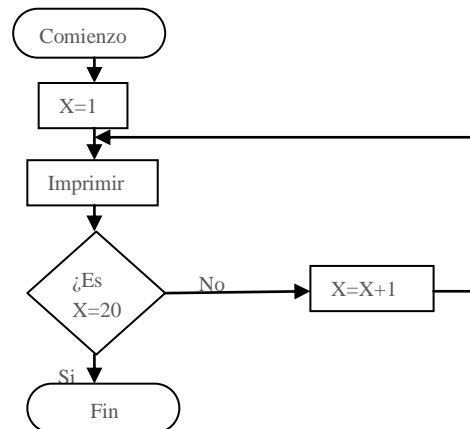 Comienzo
X=1
Imprimir
¿Es
X=20
No
X=X+1
Si
Fin